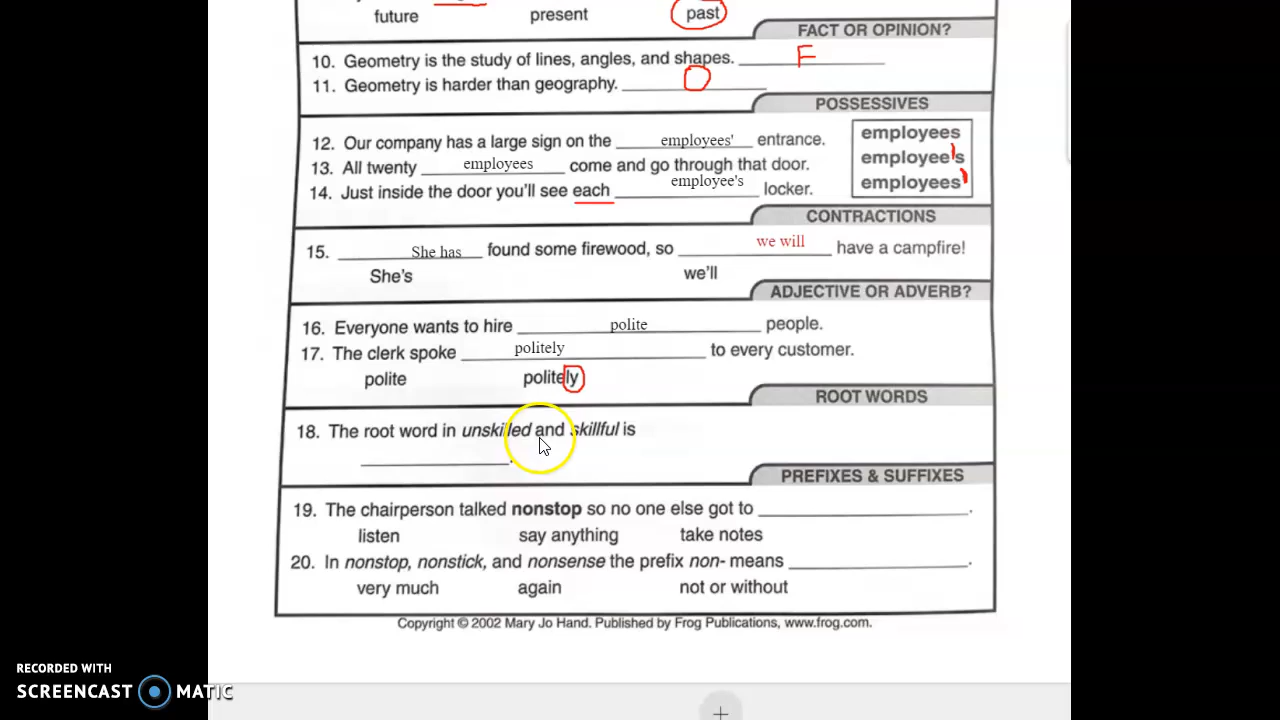 future present past
FACT OR OPINION?
10. Geometry is the study of lines, angles, and shapes. F
11. Geometry is harder than geography. O
POSSESSIVES
12. Our company has a large sign on the employees' entrance. employees
13. All twenty employees come and go through that door. employee's
14. Just inside the door you'll see each employee's locker. employees'
CONTRACTIONS
15. She has found some firewood, so we will have a campfire!
She's we'll
ADJECTIVE OR ADVERB?
16. Everyone wants to hire polite people.
17. The clerk spoke politely to every customer.
polite politely
ROOT WORDS
18. The root word in unskilled and skillful is
.
PREFIXES & SUFFIXES
19. The chairperson talked nonstop so no one else got to .
listen say anything take notes
20. In nonstop, nonstick, and nonsense the prefix non- means .
very much again not or without
Copyright © 2002 Mary Jo Hand. Published by Frog Publications, www.frog.com.
RECORDED WITH
SCREENCAST MATIC